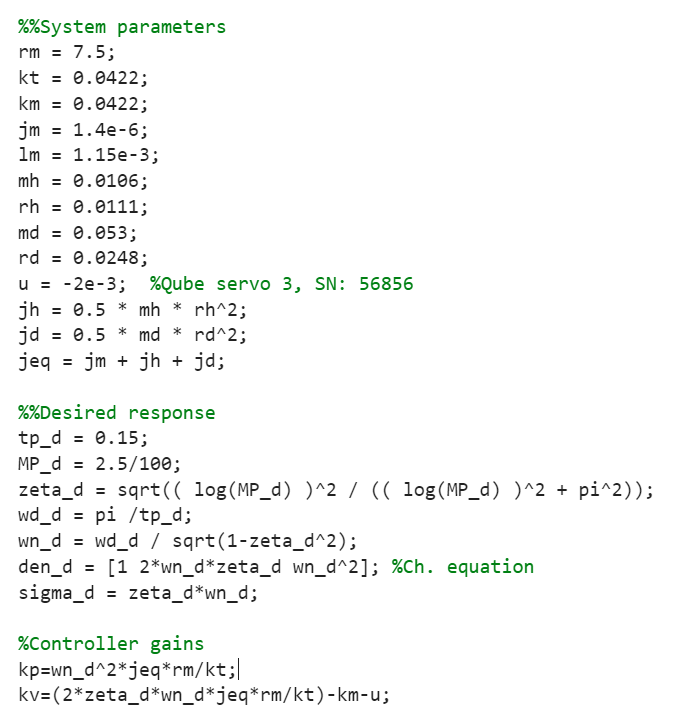 %%System parameters
rm = 7.5;
kt = 0.0422;
km = 0.0422;
jm = 1.4e-6;
lm = 1.15e-3;
mh = 0.0106;
rh = 0.0111;
md = 0.053;
rd = 0.0248;
u = -2e-3;  %Qube servo 3, SN: 56856
jh = 0.5 * mh * rh^2;
jd = 0.5 * md * rd^2;
jeq = jm + jh + jd;

%%Desired response
tp_d = 0.15;
MP_d = 2.5/100;
zeta_d = sqrt(( log(MP_d) )^2 / (( log(MP_d) )^2 + pi^2));
wd_d = pi /tp_d;
wn_d = wd_d / sqrt(1-zeta_d^2);
den_d = [1 2*wn_d*zeta_d wn_d^2]; %Ch. equation
sigma_d = zeta_d*wn_d;

%Controller gains
kp=wn_d^2*jeq*rm/kt;
kv=(2*zeta_d*wn_d*jeq*rm/kt)-km-u;